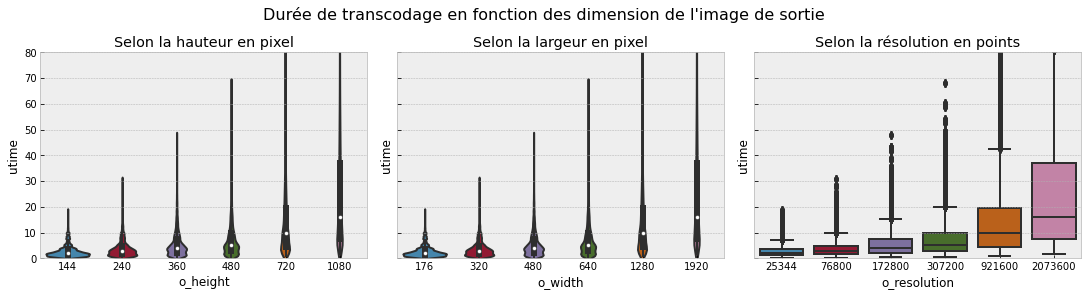 Durée de transcodage en fonction des dimension de l'image de sortie
Selon la hauteur en pixel
80
70
60
50
40
30
20
10
0
utime
144 240 360 480 720 1080
o_height
Selon la largeur en pixel
utime
176 320 480 640 1280 1920
o_width
Selon la résolution en points
utime
25344 76800 172800 307200 921600 2073600
o_resolution